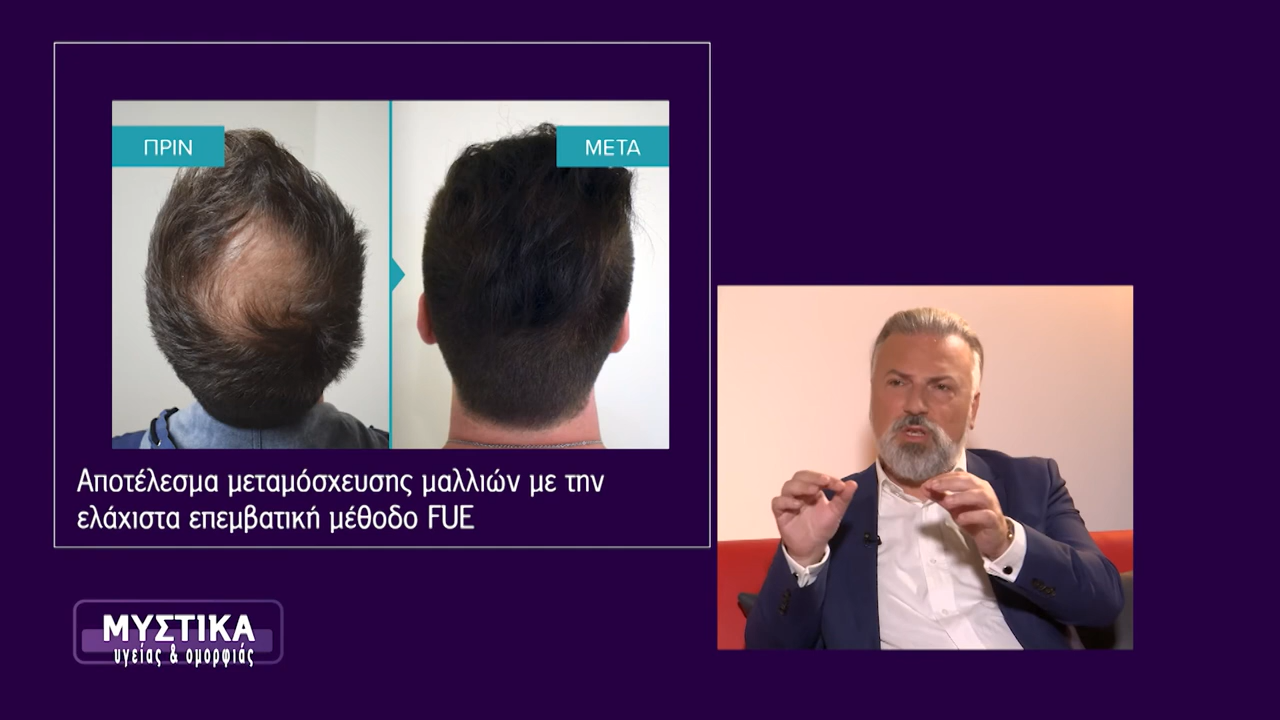 ΠΡΙΝ
ΜΕΤΑ
Αποτέλεσμα μεταμόσχευσης μαλλιών με την
ελάχιστα επεμβατική μέθοδο FUE
ΜΥΣΤΙΚΑ
υγείας & ομορφιάς